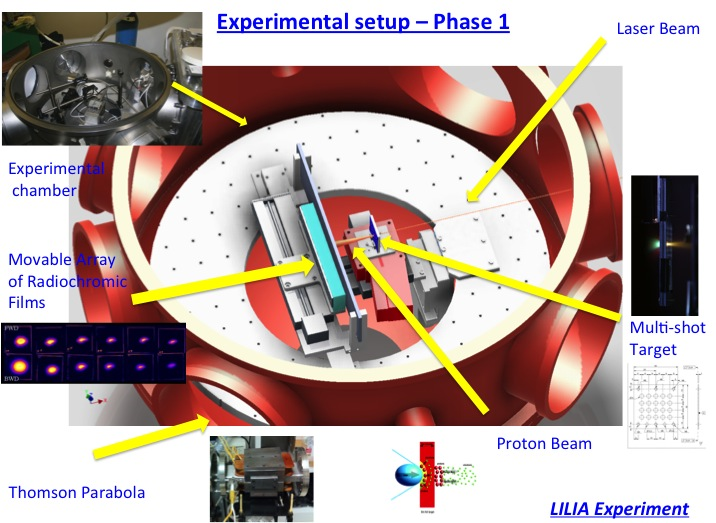 Experimental setup – Phase 1
Laser Beam
Experimental
chamber
Movable Array
of Radiochromic
Films
FWD
BWD
Multi-shot
Target
Proton Beam
Thomson Parabola
LILIA Experiment